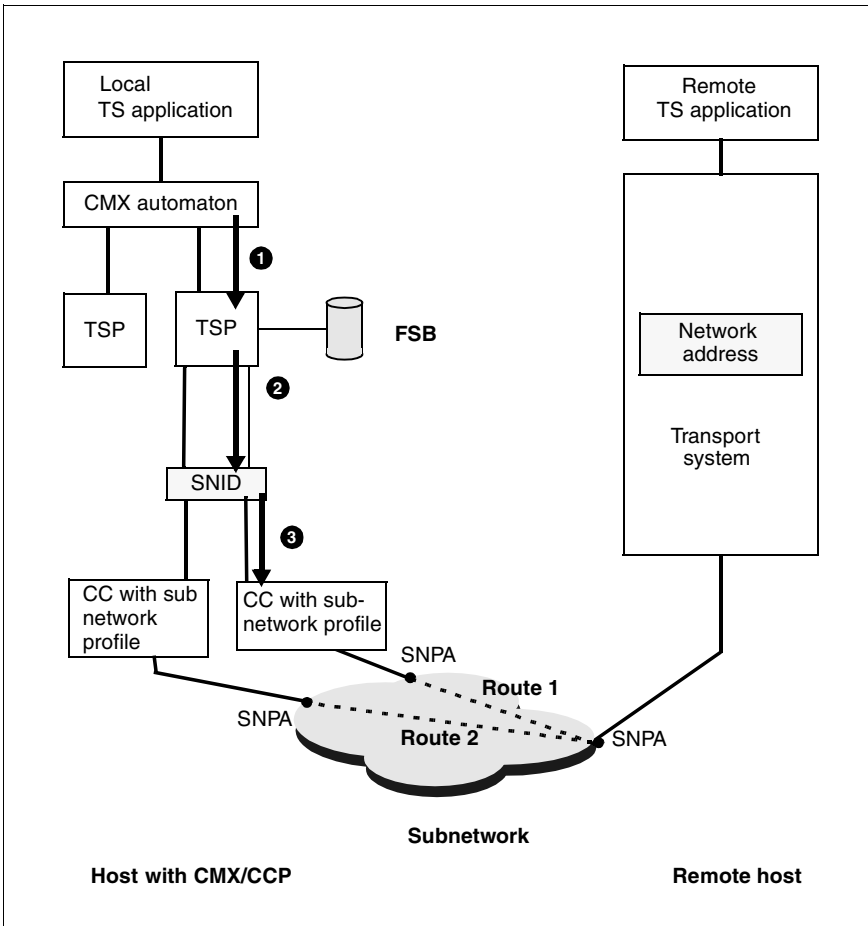 Local
TS application
Remote
TS application
CMX automaton
1
TSP
TSP
FSB
Network
address
2
Transport
system
SNID
3
CC with sub
network
profile
CC with sub-
network profile
SNPA
Route 1
SNPA
Route 2
SNPA
Subnetwork
Host with CMX/CCP
Remote host